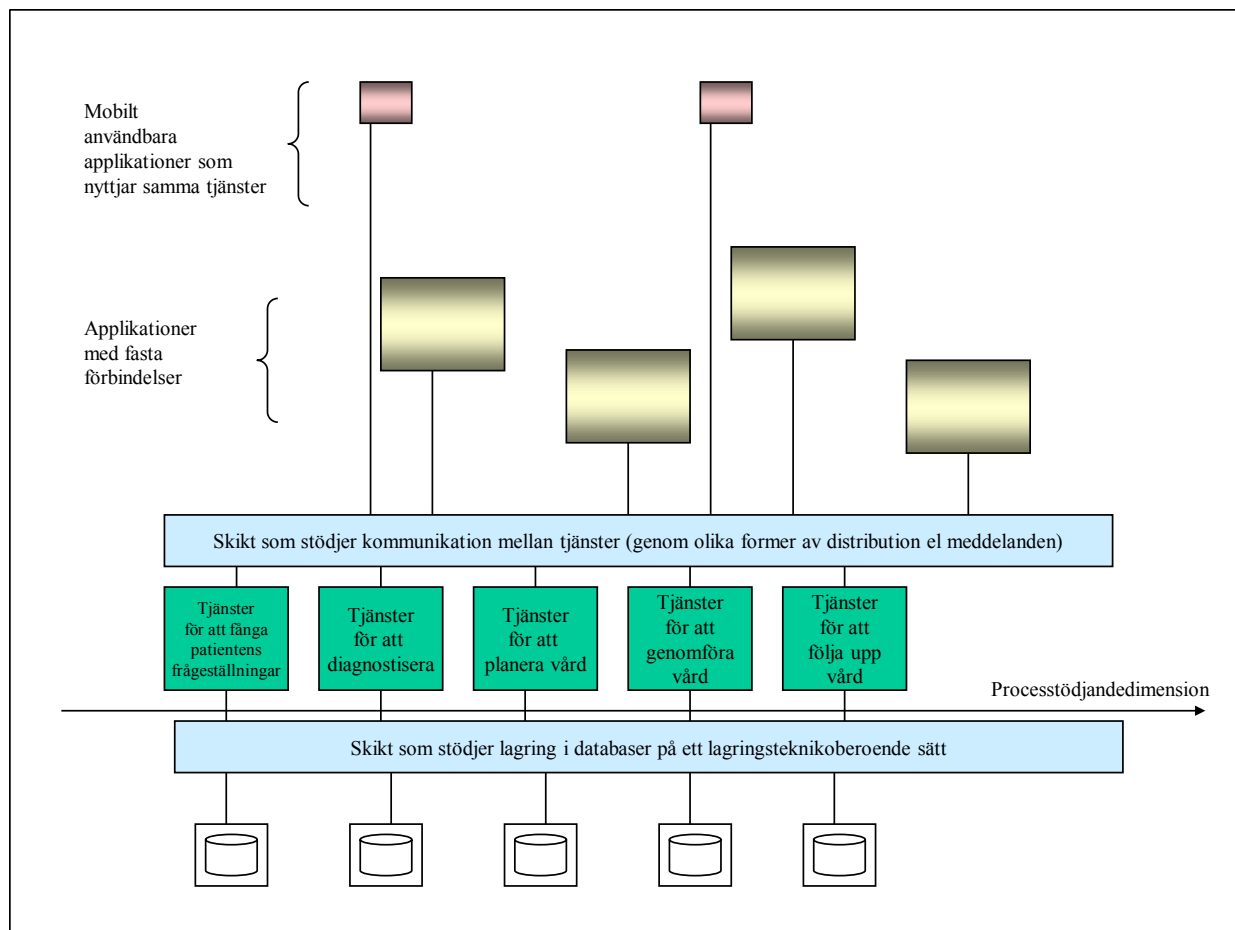 Mobilt
användbara
applikationer som
nyttjar samma tjänster
Applikationer
med fasta
förbindelser
Skikt som stödjer kommunikation mellan tjänster (genom olika former av distribution el meddelanden)
Tjänster
för att fånga
patientens
frågeställningar
Tjänster
för att
diagnostisera
Tjänster
för att
planera vård
Tjänster
för att
genomföra
vård
Tjänster
för att
följa upp
vård
Processtödjandedimension
Skikt som stödjer lagring i databaser på ett lagringsteknikoberoende sätt